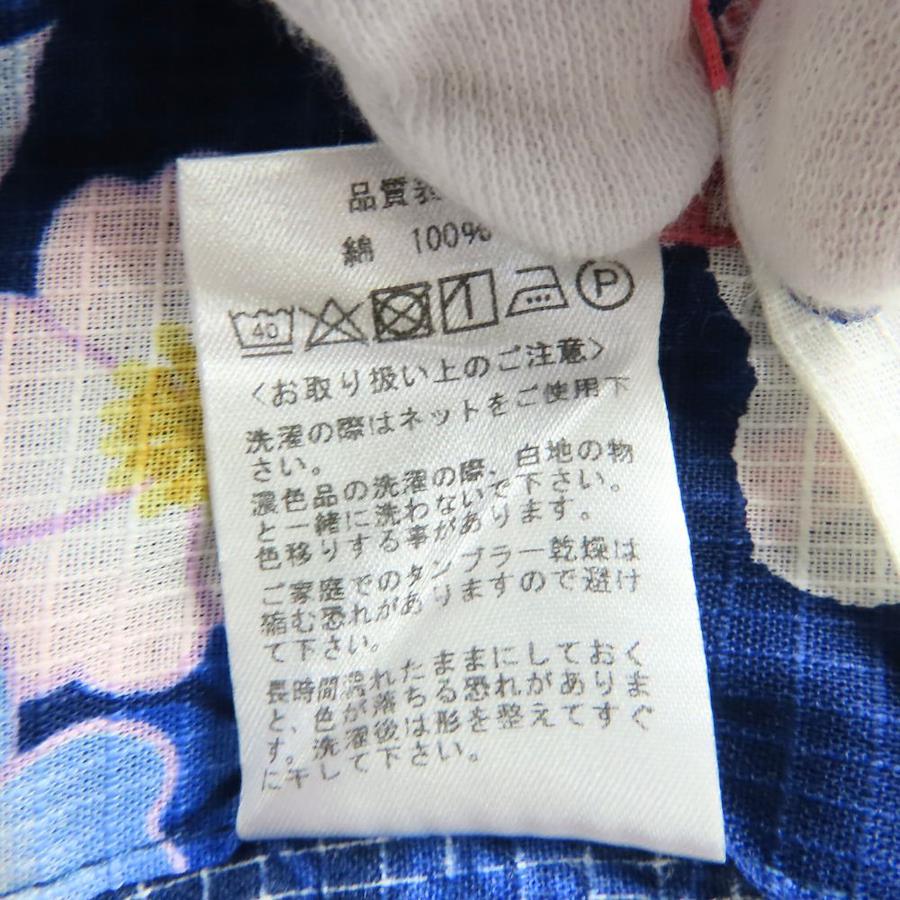 品質表
綿 100%
40 P
〈お取り扱い上のご注意〉
洗濯の際はネットをご使用下
さい。
濃色品の洗濯の際、白地の物
と一緒に洗わないで下さい。
色移りする事があります。
ご家庭でのタンブラー乾燥は
縮む恐れがありますので避け
て下さい。
長時間濡れたままにしておく
と、色が落ちる恐れがありま
す。洗濯後は形を整えてすぐ
に干して下さい。